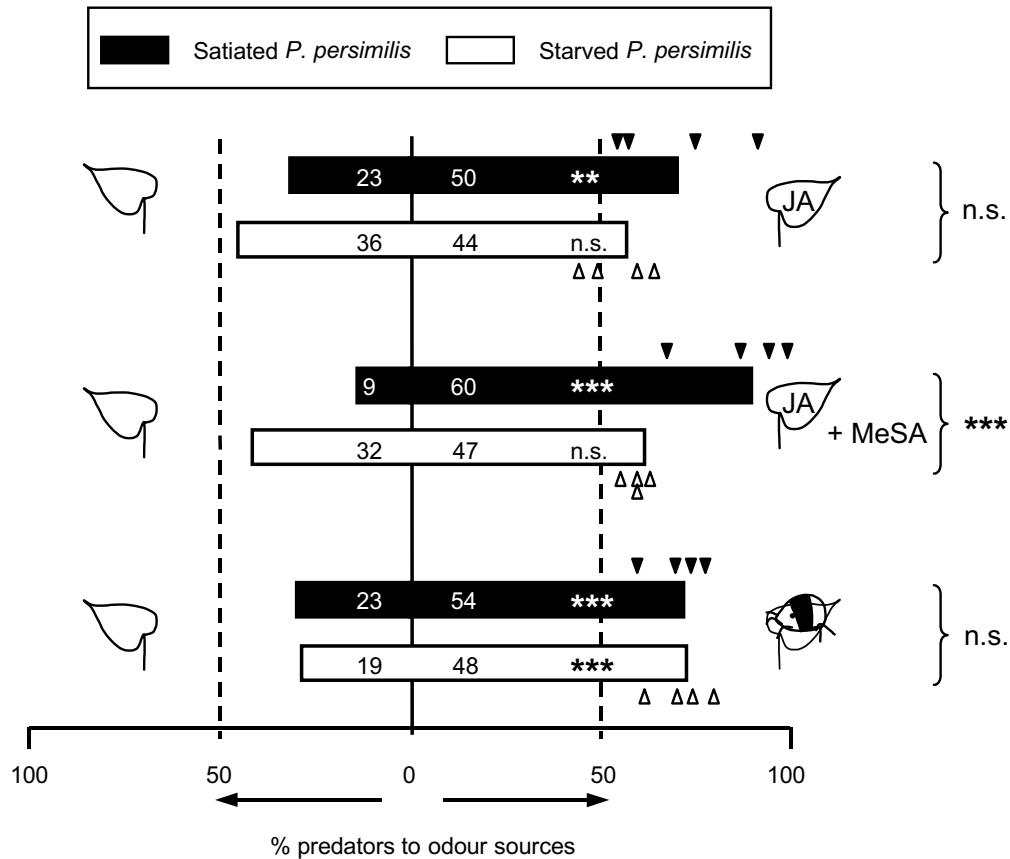 Satiated P. persimilis Starved P. persimilis
23 50 **
JA
36 44 n.s.
n.s.
9 60 ***
JA
+ MeSA
32 47 n.s.
***
23 54 ***
19 48 ***
n.s.
100 50 0 50 100
% predators to odour sources